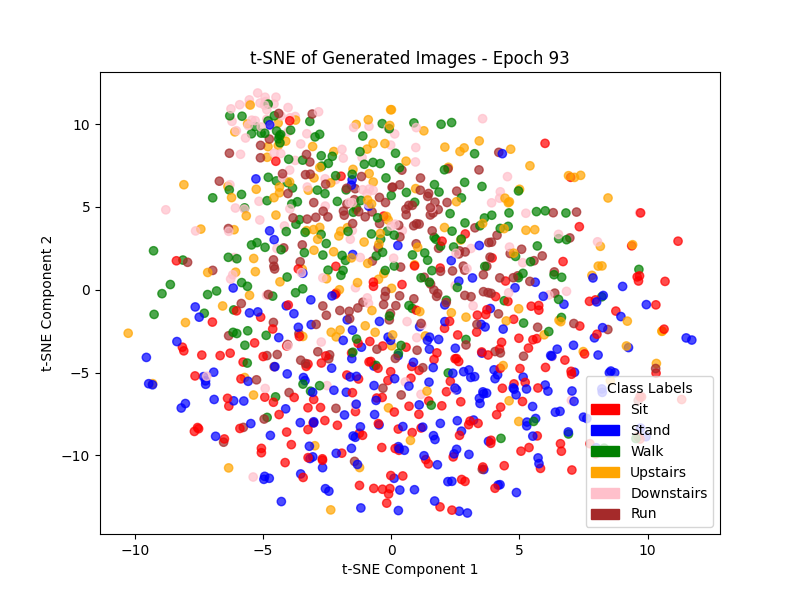 t-SNE of Generated Images - Epoch 93
10
5
0
−5
−10
t-SNE Component 2
−10
−5
0
5
10
t-SNE Component 1
Class Labels
Sit
Stand
Walk
Upstairs
Downstairs
Run